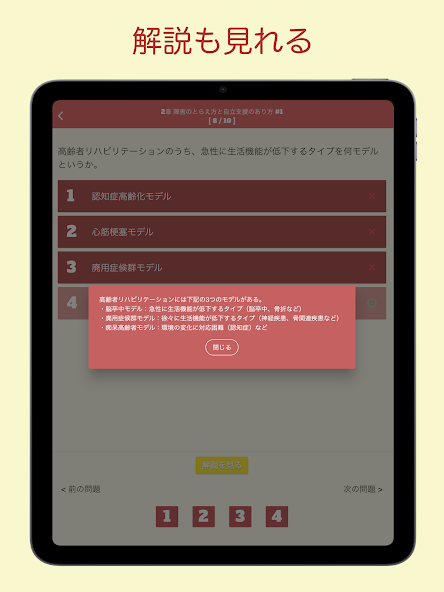 解説も見れる
2章 障害のとらえ方と自立支援のあり方 #1
[ 8 / 10 ]
高齢者リハビリテーションのうち、急性に生活機能が低下するタイプを何モデル
というか。
1 認知症高齢化モデル ×
2 心筋梗塞モデル ×
3 廃用症候群モデル ×
4
高齢者リハビリテーションには下記の3つのモデルがある。
・脳卒中モデル：急性に生活機能が低下するタイプ（脳卒中、骨折など）
・廃用症候群モデル：徐々に生活機能が低下するタイプ（神経疾患、骨関連疾患など）
・痴呆高齢者モデル：環境の変化に対応困難（認知症）など
閉じる
解説を見る
< 前の問題
次の問題 >
1 2 3 4